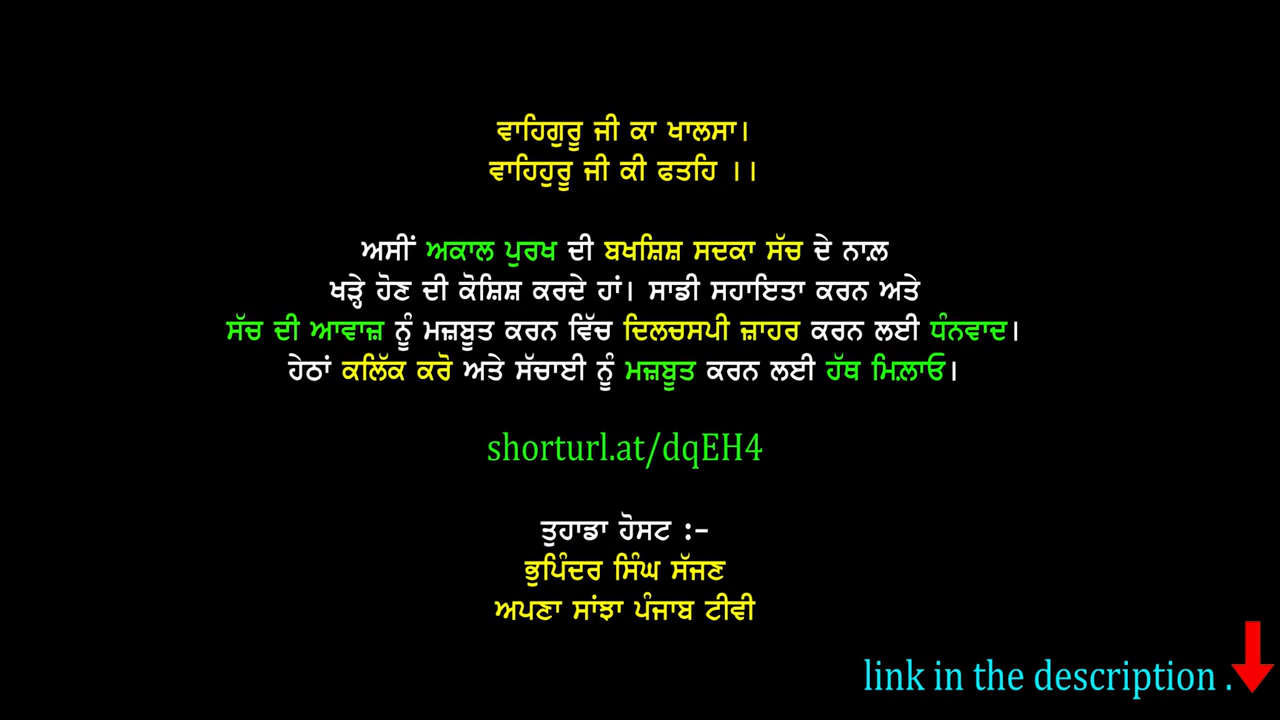 ਵਾਹਿਗੁਰੂ ਜੀ ਕਾ ਖਾਲਸਾ।
ਵਾਹਿਹੁਰੂ ਜੀ ਕੀ ਫਤਹਿ ।।
ਅਸੀਂ ਅਕਾਲ ਪੁਰਖ ਦੀ ਬਖਸ਼ਿਸ਼ ਸਦਕਾ ਸੱਚ ਦੇ ਨਾਲ਼
ਖੜ੍ਹੇ ਹੋਣ ਦੀ ਕੋਸ਼ਿਸ਼ ਕਰਦੇ ਹਾਂ। ਸਾਡੀ ਸਹਾਇਤਾ ਕਰਨ ਅਤੇ
ਸੱਚ ਦੀ ਆਵਾਜ਼ ਨੂੰ ਮਜ਼ਬੂਤ ਕਰਨ ਵਿੱਚ ਦਿਲਚਸਪੀ ਜ਼ਾਹਰ ਕਰਨ ਲਈ ਧੰਨਵਾਦ।
ਹੇਠਾਂ ਕਲਿੱਕ ਕਰੋ ਅਤੇ ਸੱਚਾਈ ਨੂੰ ਮਜ਼ਬੂਤ ਕਰਨ ਲਈ ਹੱਥ ਮਿਲ਼ਾਓ।
shorturl.at/dqEH4
ਤੁਹਾਡਾ ਹੋਸਟ :-
ਭੁਪਿੰਦਰ ਸਿੰਘ ਸੱਜਣ
ਅਪਣਾ ਸਾਂਝਾ ਪੰਜਾਬ ਟੀਵੀ
link in the description .